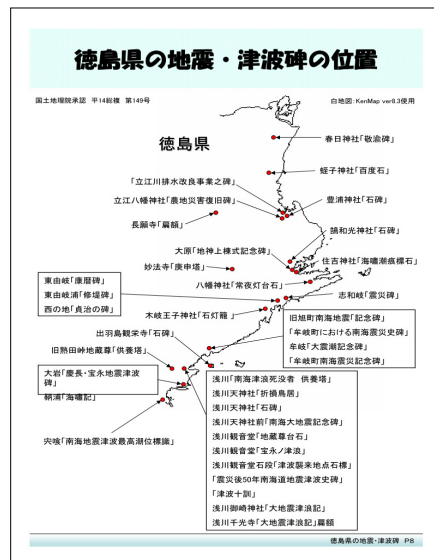 徳島県の地震・津波碑の位置
国土地理院承認 平14総複 第149号
白地図: KenMap ver8.3使用
徳島県
春日神社「敬渝碑」
蛭子神社「百度石」
「立江川排水改良事業之碑」
立江八幡神社「農地災害復旧碑」
豊浦神社「石碑」
長願寺「扁額」
鵠和光神社「石碑」
大原「地神上棟式記念碑」
住吉神社「海嘯潮痕標石」
妙法寺「庚申塔」
八幡神社「常夜灯台石」
東由岐「康暦碑」
東由岐浦「修堤碑」
西の地「貞治の碑」
志和岐「震災碑」
木岐王子神社「石灯籠」
旧旭町南海地震「記念碑」
「牟岐町における南海震災史碑」
牟岐「大震潮記念碑」
「牟岐町南海震災記念碑」
出羽島観栄寺「石碑」
旧熟田峠地蔵尊「供養塔」
大岩「慶長・宝永地震津波
碑」
鞆浦「海嘯記」
宍喰「南海地震津波最高潮位標識」
浅川「南海津浪死没者 供養塔」
浅川天神社「折損鳥居」
浅川天神社「石碑」
浅川天神社前「南海大地震記念碑」
浅川観音堂「地蔵尊台石」
浅川観音堂「宝永ノ津浪」
浅川観音堂石段「津波襲来地点石標」
「震災後50年南海道地震津波史碑」
「津波十訓」
浅川御崎神社「大地震津浪記」
浅川千光寺「大地震津浪記」扁額
徳島県の地震・津波碑 P8